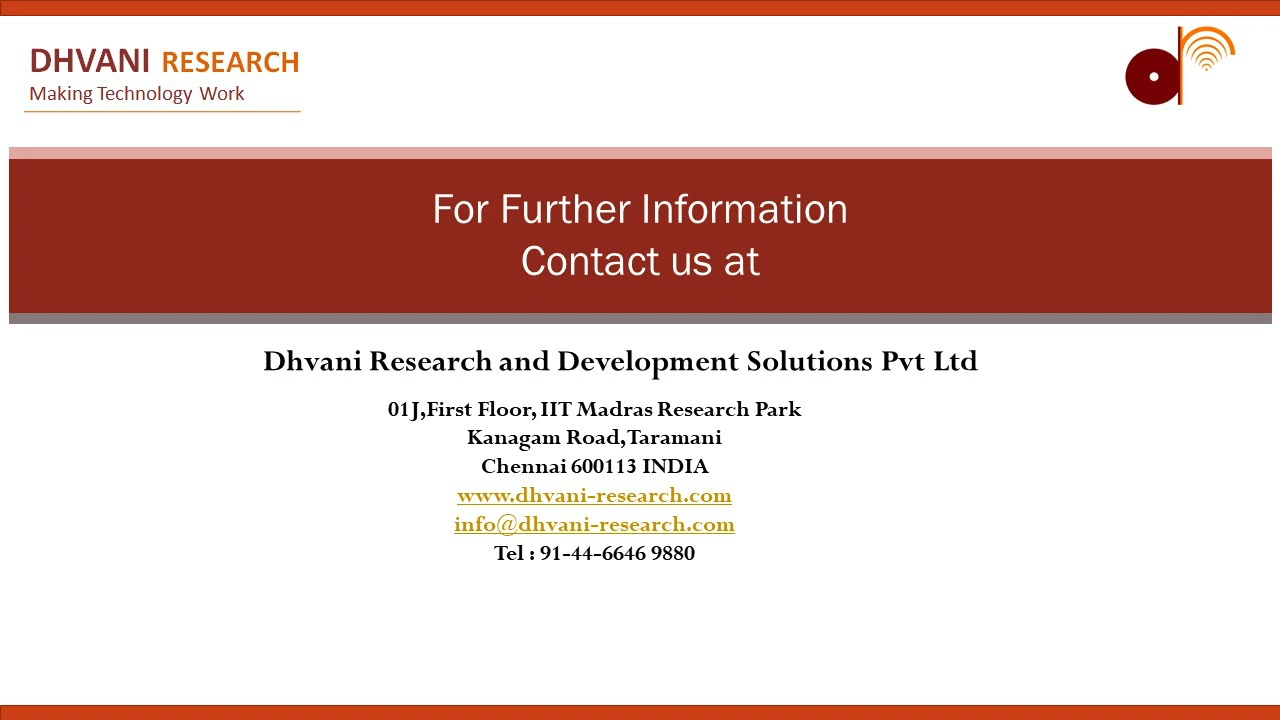 DHVANI RESEARCH
Making Technology Work
For Further Information
Contact us at
Dhvani Research and Development Solutions Pvt Ltd
01J,First Floor, IIT Madras Research Park
Kanagam Road,Taramani
Chennai 600113 INDIA
www.dhvani-research.com
info@dhvani-research.com
Tel : 91-44-6646 9880